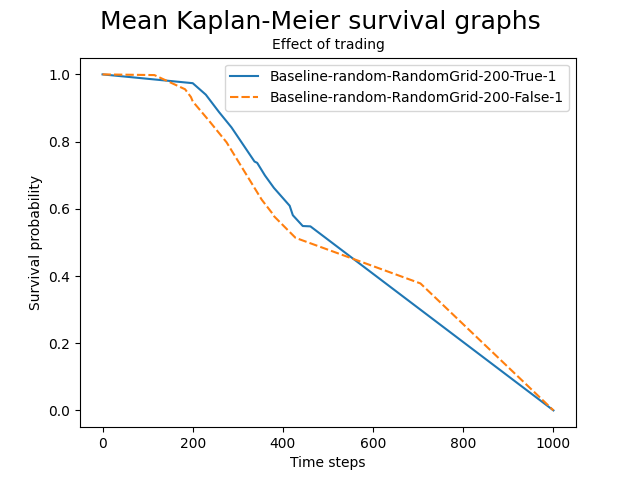 Mean Kaplan-Meier survival graphs
Effect of trading
Baseline-random-RandomGrid-200-True-1
Baseline-random-RandomGrid-200-False-1
1.0
0.8
0.6
0.4
0.2
0.0
Survival probability
0 200 400 600 800 1000
Time steps